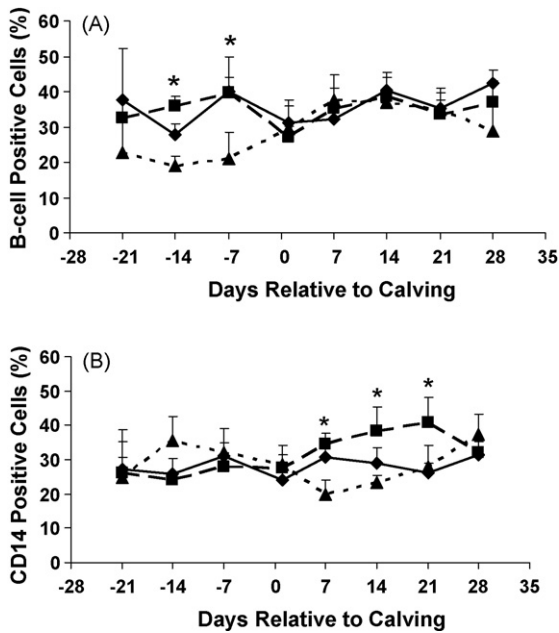 (A)
B-cell Positive Cells (%)
60
50
40
30
20
10
0
* *
-28 -21 -14 -7 0 7 14 21 28 35
Days Relative to Calving
(B)
CD14 Positive Cells (%)
60
50
40
30
20
10
0
* * *
-28 -21 -14 -7 0 7 14 21 28 35
Days Relative to Calving